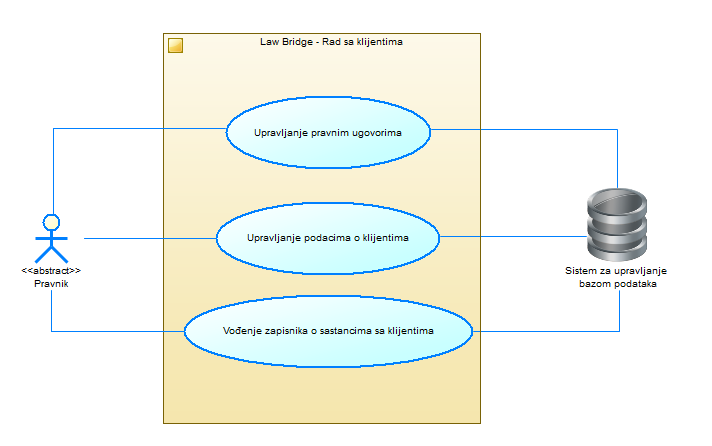 Law Bridge - Rad sa klijentima
Upravljanje pravnim ugovorima
Upravljanje podacima o klijentima
<<abstract>>
Pravnik
Sistem za upravljanje
bazom podataka
Vođenje zapisnika o sastancima sa klijentima